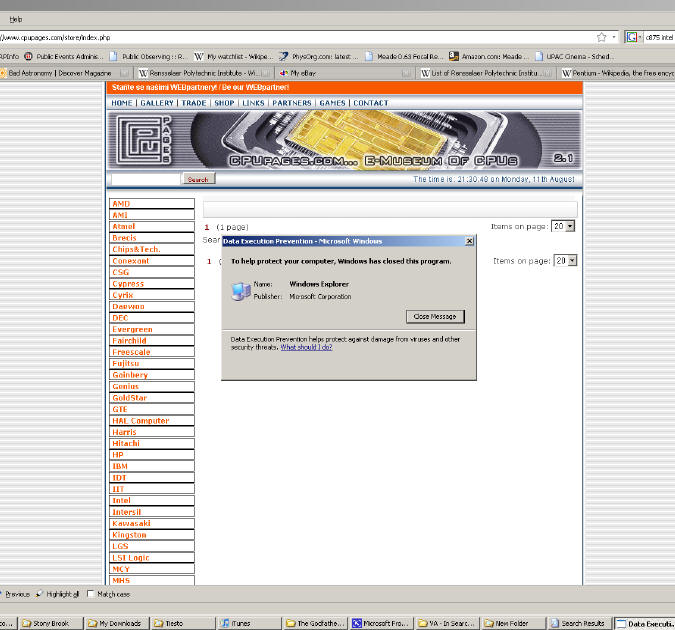 Help
//www.cpupages.com/store/index.php
c875 intel
RPInfo Public Events Adminis... Public Observing :: R... My watchlist - Wikipe... PhysOrg.com: latest ... Meade 0.63 Focal Re... Amazon.com: Meade ... UPAC Cinema - Sched...
Bad Astronomy | Discover Magazine Rensselaer Polytechnic Institute - Wi... My eBay List of Rensselaer Polytechnic Institu... Pentium - Wikipedia, the free encyc
Stante se našimi WEBpartnery! / Be our WEBpartner!
HOME | GALLERY | TRADE | SHOP | LINKS | PARTNERS | GAMES | CONTACT
CPU PAGES
CPUPAGES.COM... E-MUSEUM OF CPUS 2.1
Search The time is: 21:30.48 on Monday, 11th August
AMD
AMI
Atmel
Brecis
Chips&Tech.
Conexant
CSG
Cypress
Cyrix
Daewoo
DEC
Evergreen
Fairchild
Freescale
Fujitsu
Gainbery
Genius
GoldStar
GTE
HAL Computer
Harris
Hitachi
HP
IBM
IDT
IIT
Intel
Intersil
Kawasaki
Kingston
LGS
LSI Logic
MCY
MHS
1 (1 page) Items on page: 20
Sear
1 ( Items on page: 20
Data Execution Prevention - Microsoft Windows
To help protect your computer, Windows has closed this program.
Name: Windows Explorer
Publisher: Microsoft Corporation
Close Message
Data Execution Prevention helps protect against damage from viruses and other
security threats. What should I do?
Previous Highlight all Match case
co... Stony Brook My Downloads Tiesto iTunes The Godfathe... Microsoft Fro... VA - In Searc... New Folder Search Results Data Executi...